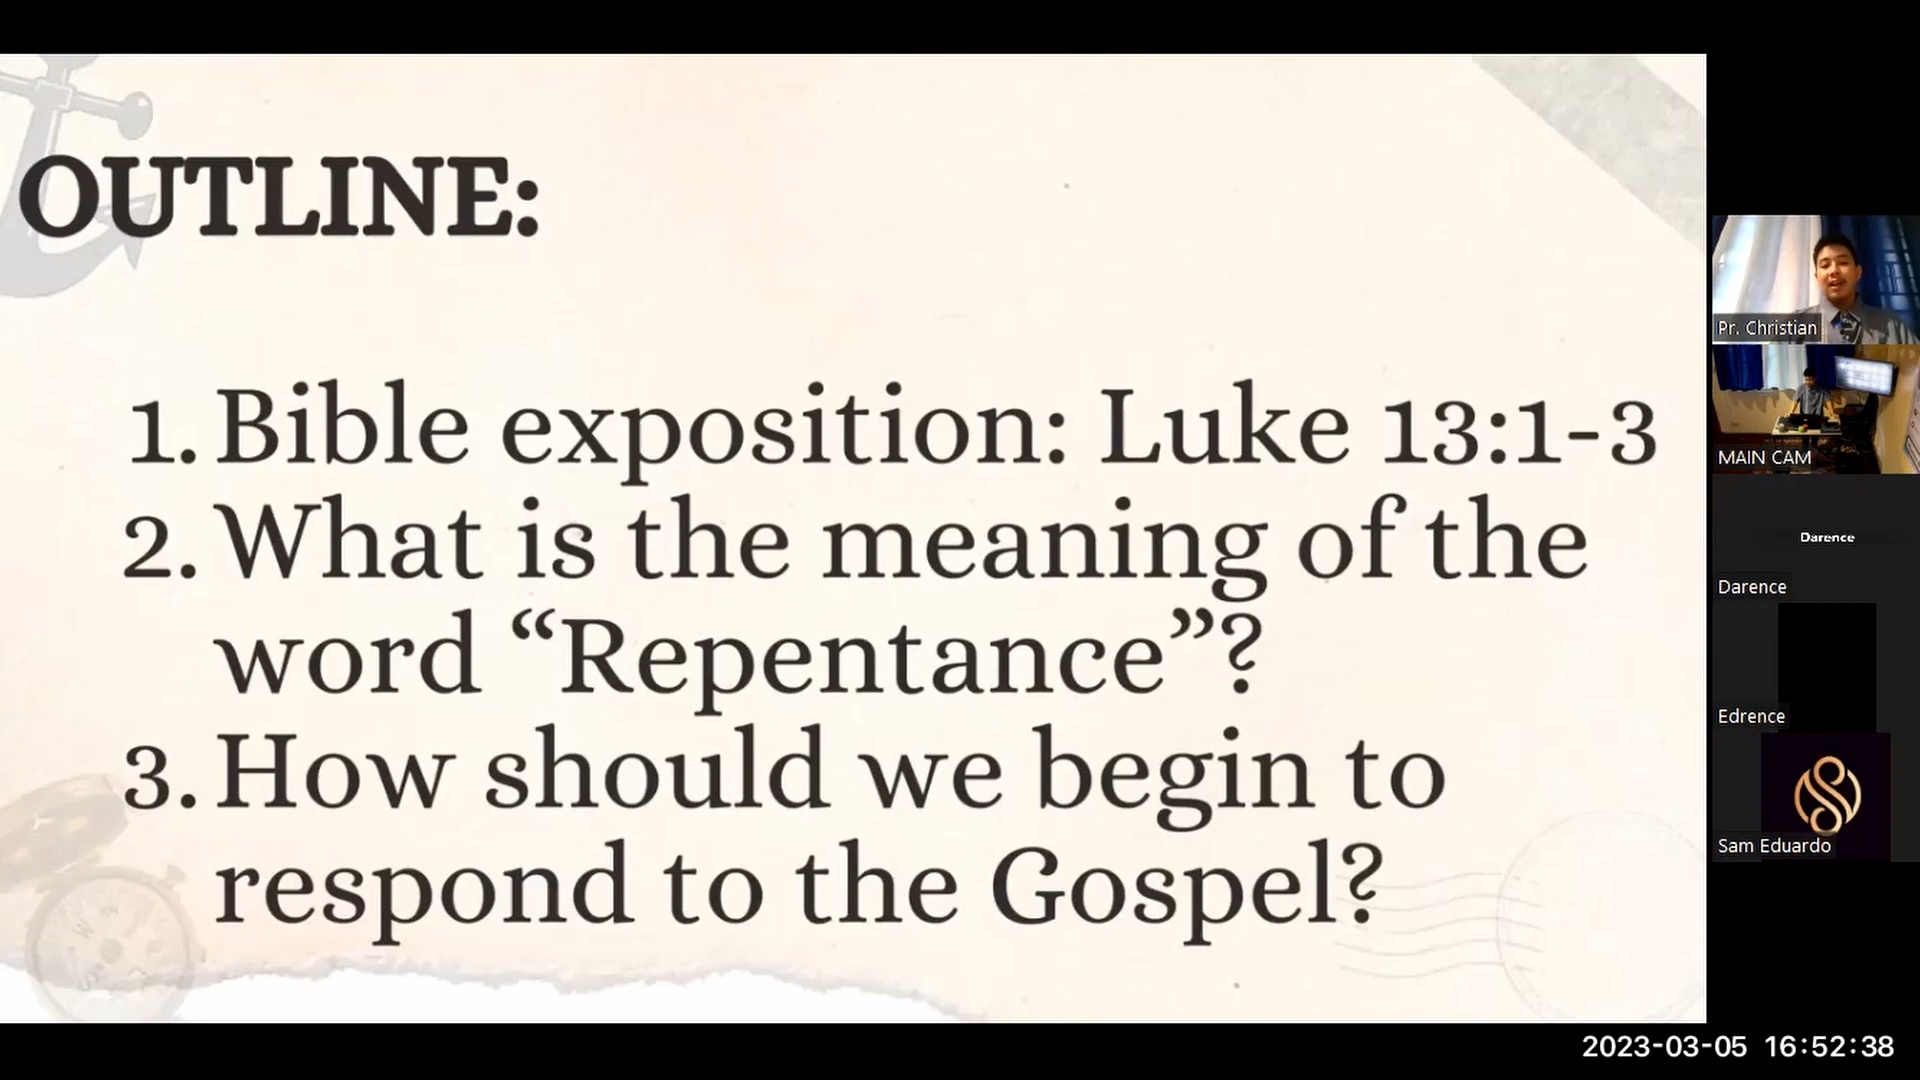 OUTLINE:
1. Bible exposition: Luke 13:1-3
2. What is the meaning of the
word “Repentance”?
3. How should we begin to
respond to the Gospel?
Pr. Christian
MAIN CAM
Darence
Darence
Edrence
Sam Eduardo
2023-03-05 16:52:38